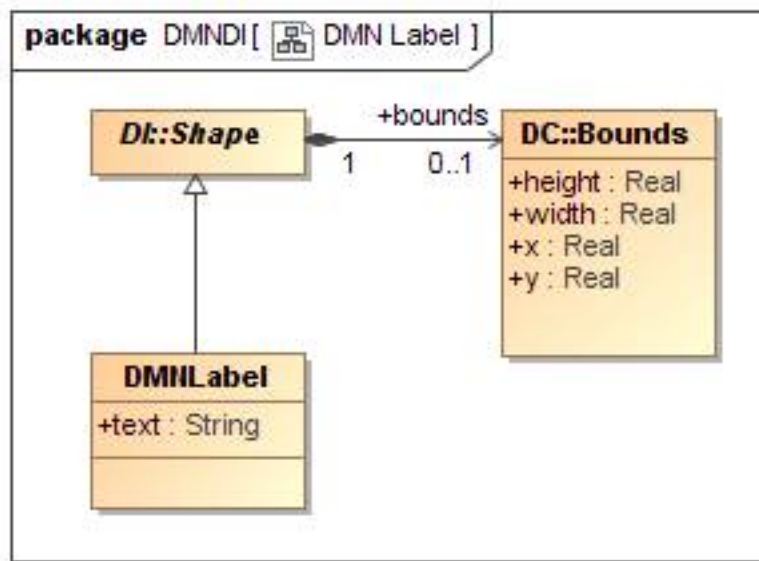 package DMNDI[ DMN Label ]
DI::Shape
+bounds
1
0..1
DC::Bounds
+height : Real
+width : Real
+x : Real
+y : Real
DMNLabel
+text : String